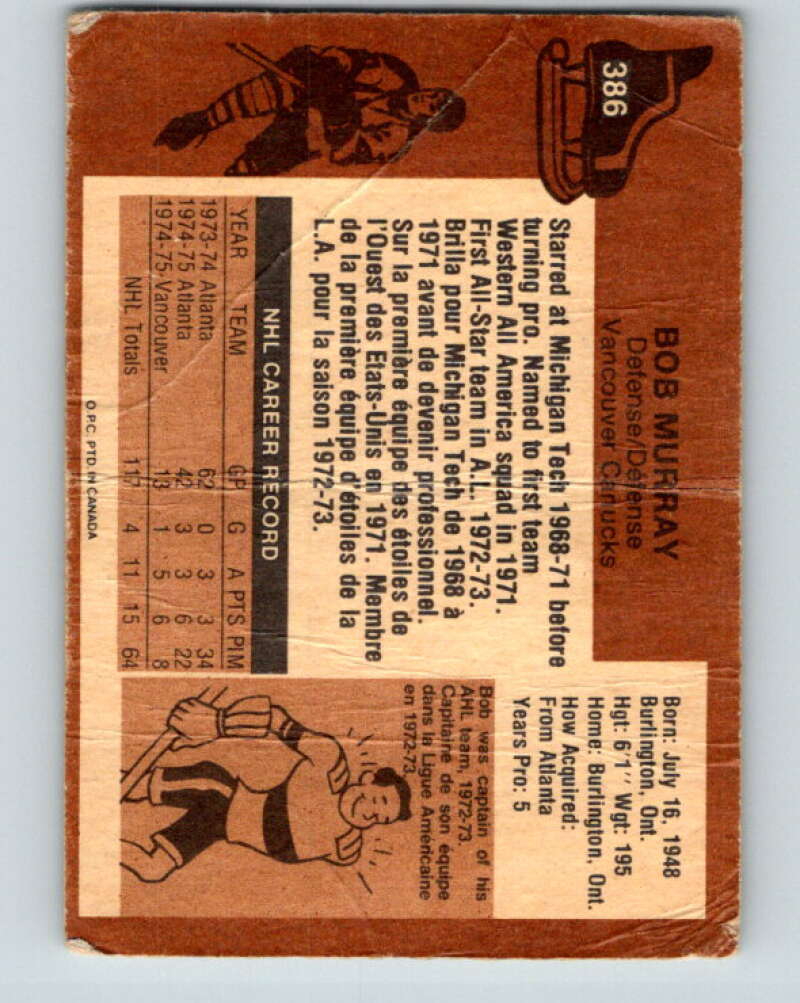 386
BOB MURRAY
Defense/Défense
Vancouver Canucks
Born: July 16, 1948
Burlington, Ont.
Hgt: 6'1'' Wgt: 195
Home: Burlington, Ont.
How Acquired:
From Atlanta
Years Pro: 5
Starred at Michigan Tech 1968-71 before
turning pro. Named to first team
Western All America squad in 1971.
First All-Star team in A.L. 1972-73.
Brilla pour Michigan Tech de 1968 à
1971 avant de devenir professionnel.
Sur la première équipe des étoiles de
l'Ouest des Etats-Unis en 1971. Membre
de la première équipe d'étoiles de la
L.A. pour la saison 1972-73.
NHL CAREER RECORD
YEAR TEAM GP G A PTS PIM
1973-74 Atlanta 62 0 3 3 34
1974-75 Atlanta 42 3 3 6 22
1974-75 Vancouver 13 1 5 6 8
NHL Totals 117 4 11 15 64
Bob was captain of his
AHL team, 1972-73.
Capitaine de son équipe
dans la Ligue Américaine
en 1972-73.
O.P.C. PTD. IN CANADA